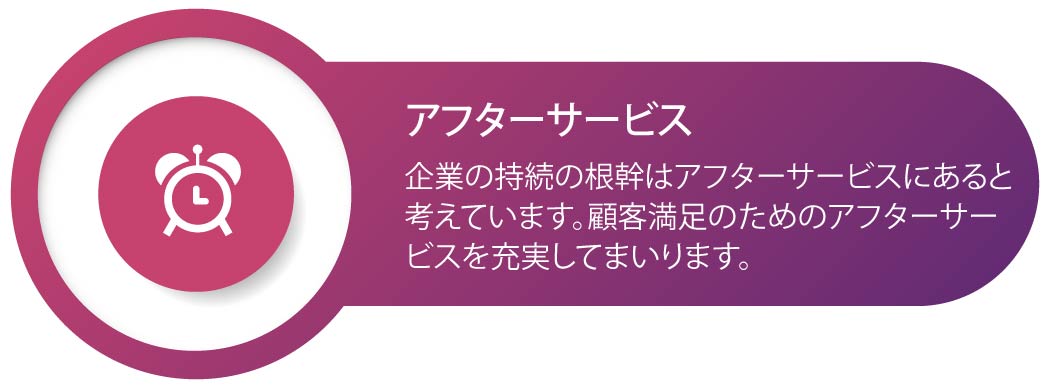 アフターサービス
企業の持続の根幹はアフターサービスにあると
考えています。顧客満足のためのアフターサー
ビスを充実してまいります。